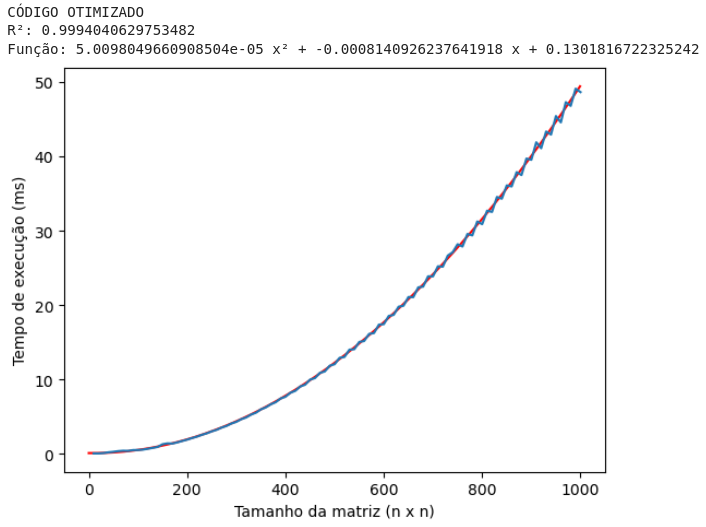 CÓDIGO OTIMIZADO
R²: 0.9994040629753482
Função: 5.0098049660908504e-05 x² + -0.0008140926237641918 x + 0.1301816722325242
50
40
30
20
10
0
Tempo de execução (ms)
0 200 400 600 800 1000
Tamanho da matriz (n x n)